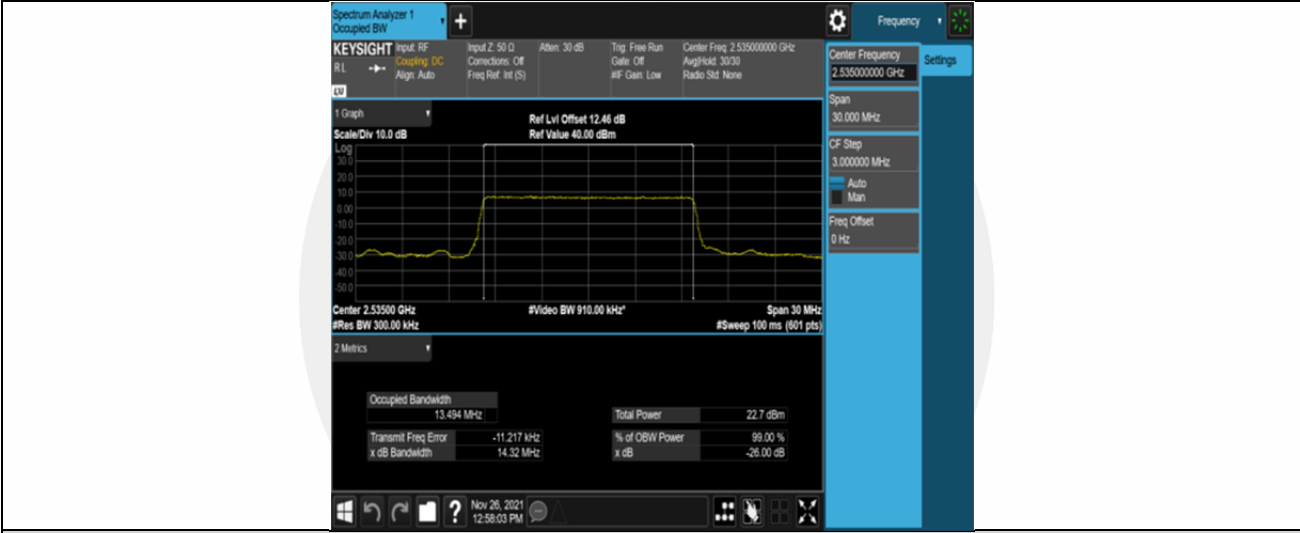 Spectrum Analyzer 1
Occupied BW
+
Frequency
KEYSIGHT
RL
LXI
Input: RF
Coupling: DC
Align: Auto
Input Z: 50 Ω
Corrections: Off
Freq Ref: Int (S)
Atten: 30 dB
Trig: Free Run
Gate: Off
#IF Gain: Low
Center Freq: 2.535000000 GHz
Avg|Hold: 30/30
Radio Std: None
Center Frequency
2.535000000 GHz
Settings
Span
30.000 MHz
CF Step
3.000000 MHz
Auto
Man
Freq Offset
0 Hz
1 Graph
Scale/Div 10.0 dB
Ref Lvl Offset 12.46 dB
Ref Value 40.00 dBm
Log
30.0
20.0
10.0
0.00
-10.0
-20.0
-30.0
-40.0
-50.0
Center 2.53500 GHz
#Video BW 910.00 kHz*
Span 30 MHz
#Res BW 300.00 kHz
#Sweep 100 ms (601 pts)
2 Metrics
Occupied Bandwidth
13.494 MHz
Total Power 22.7 dBm
Transmit Freq Error -11.217 kHz
% of OBW Power 99.00 %
x dB Bandwidth 14.32 MHz
x dB -26.00 dB
?
Nov 26, 2021
12:58:03 PM